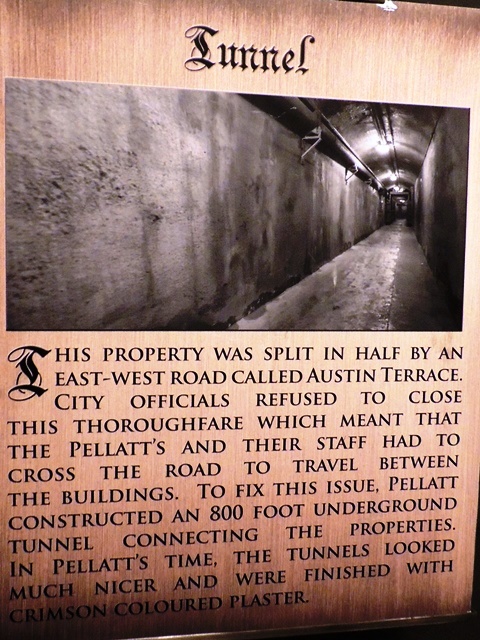 Tunnel
This property was split in half by an
east-west road called Austin Terrace.
City officials refused to close
this thoroughfare which meant that
the Pellatt's and their staff had to
cross the road to travel between
the buildings. To fix this issue, Pellatt
constructed an 800 foot underground
tunnel connecting the properties.
In Pellatt's time, the tunnels looked
much nicer and were finished with
crimson coloured plaster.